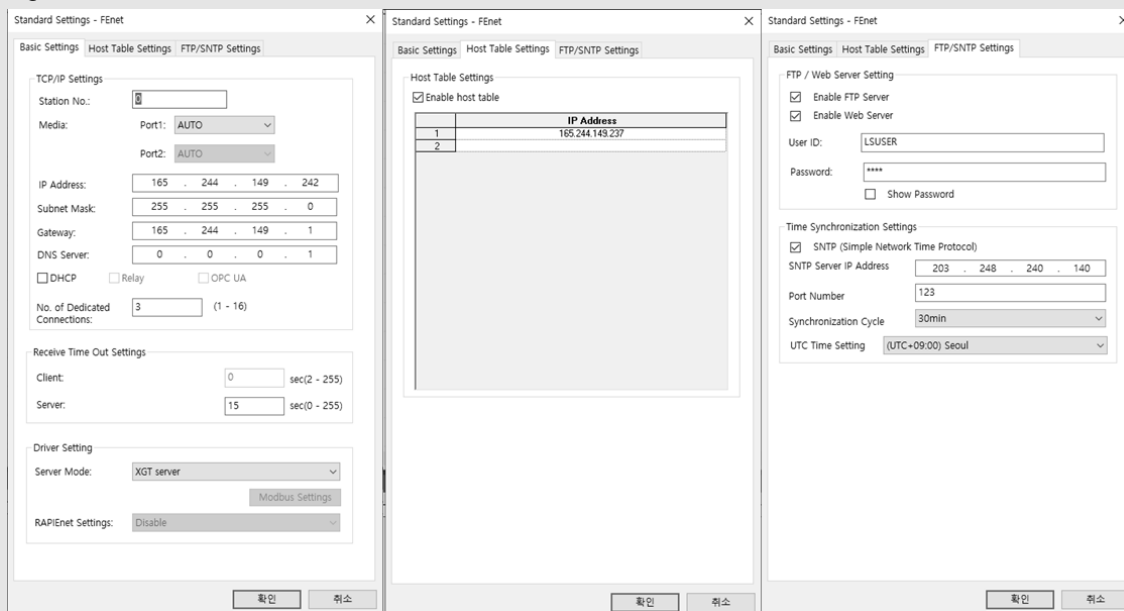 Standard Settings - FEnet
Basic Settings Host Table Settings FTP/SNTP Settings
TCP/IP Settings
Station No.: 0
Media: Port1: AUTO
Port2: AUTO
IP Address: 165 . 244 . 149 . 242
Subnet Mask: 255 . 255 . 255 . 0
Gateway: 165 . 244 . 149 . 1
DNS Server: 0 . 0 . 0 . 1
DHCP Relay OPC UA
No. of Dedicated
Connections: 3 (1 - 16)
Receive Time Out Settings
Client: 0 sec(2 - 255)
Server: 15 sec(0 - 255)
Driver Setting
Server Mode: XGT server
Modbus Settings
RAPIEnet Settings: Disable
확인 취소
Standard Settings - FEnet
Basic Settings Host Table Settings FTP/SNTP Settings
Host Table Settings
Enable host table
IP Address
1 165.244.149.237
2
확인 취소
Standard Settings - FEnet
Basic Settings Host Table Settings FTP/SNTP Settings
FTP / Web Server Setting
Enable FTP Server
Enable Web Server
User ID: LSUSER
Password: ****
Show Password
Time Synchronization Settings
SNTP (Simple Network Time Protocol)
SNTP Server IP Address 203 . 248 . 240 . 140
Port Number 123
Synchronization Cycle 30min
UTC Time Setting (UTC+09:00) Seoul
확인 취소